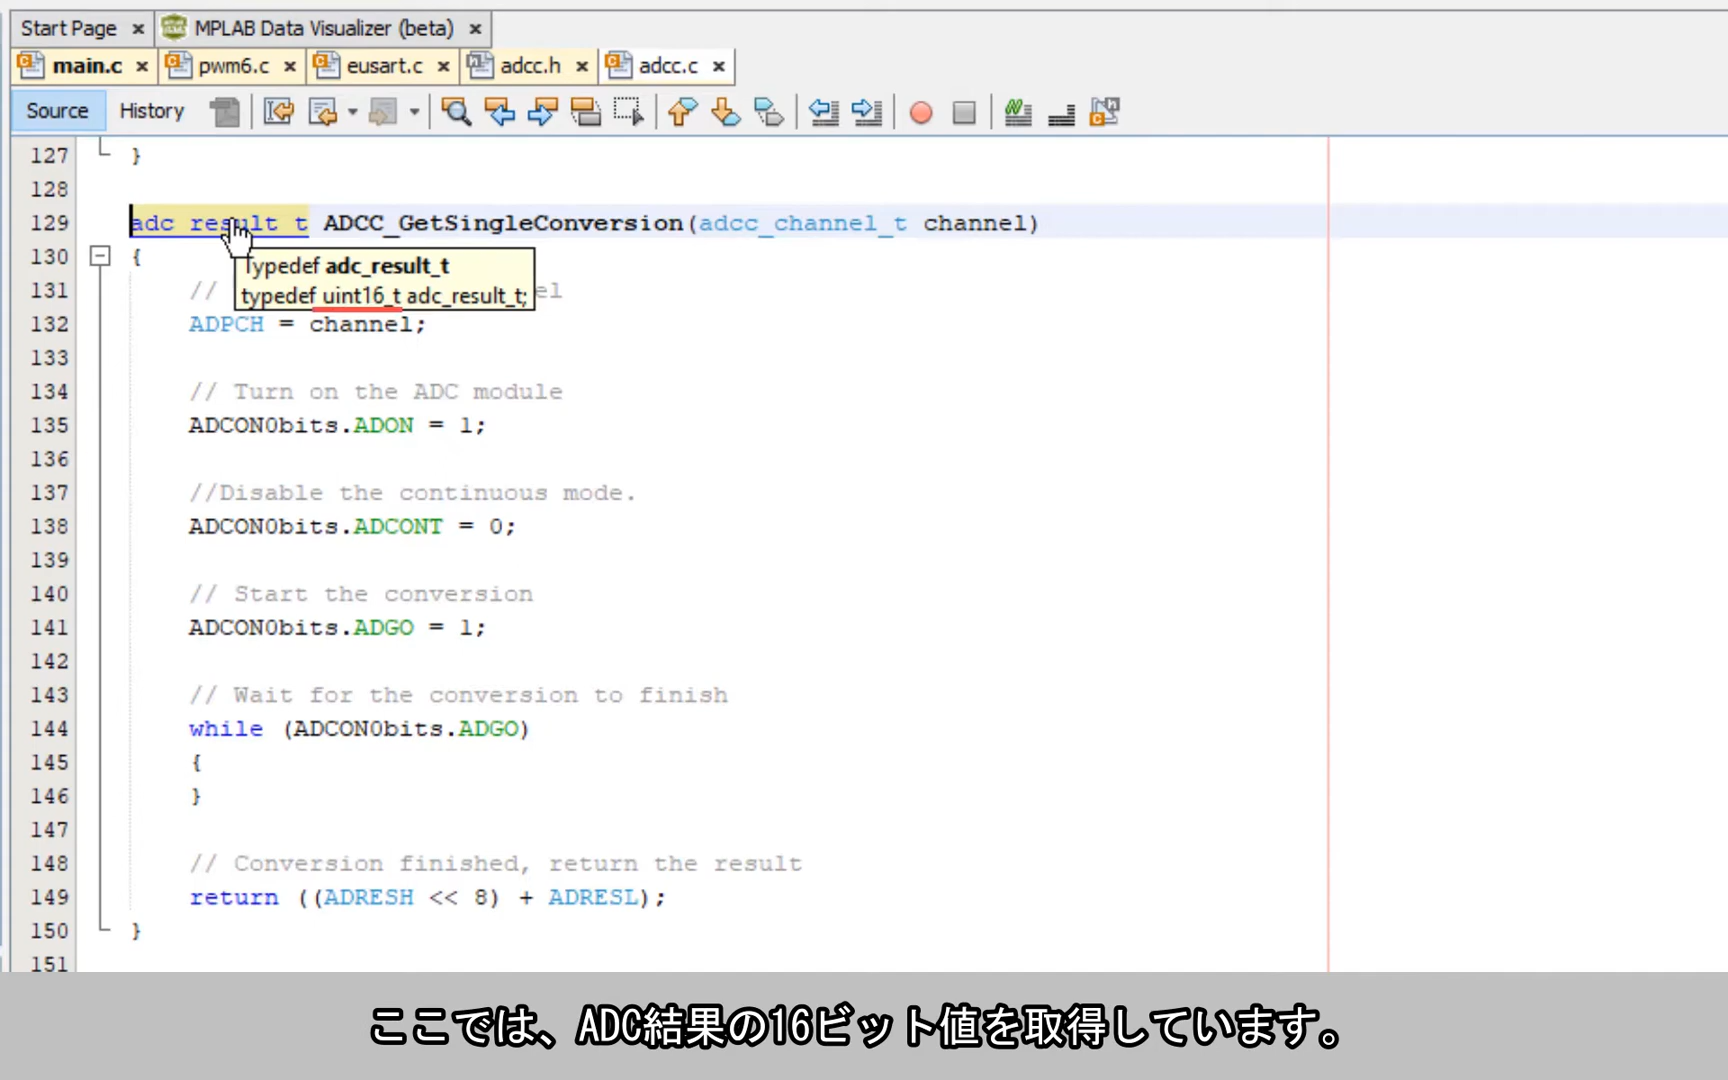 Start Page × MPLAB Data Visualizer (beta) ×
main.c × pwm6.c × eusart.c × adcc.h × adcc.c ×
Source History
127 }
128
129 adc_result_t ADCC_GetSingleConversion(adcc_channel_t channel)
130 {
Typedef adc_result_t
131 // el
typedef uint16_t adc_result_t;
132 ADPCH = channel;
133
134 // Turn on the ADC module
135 ADCON0bits.ADON = 1;
136
137 //Disable the continuous mode.
138 ADCON0bits.ADCONT = 0;
139
140 // Start the conversion
141 ADCON0bits.ADGO = 1;
142
143 // Wait for the conversion to finish
144 while (ADCON0bits.ADGO)
145 {
146 }
147
148 // Conversion finished, return the result
149 return ((ADRESH << 8) + ADRESL);
150 }
151
ここでは、ADC結果の16ビット値を取得しています。